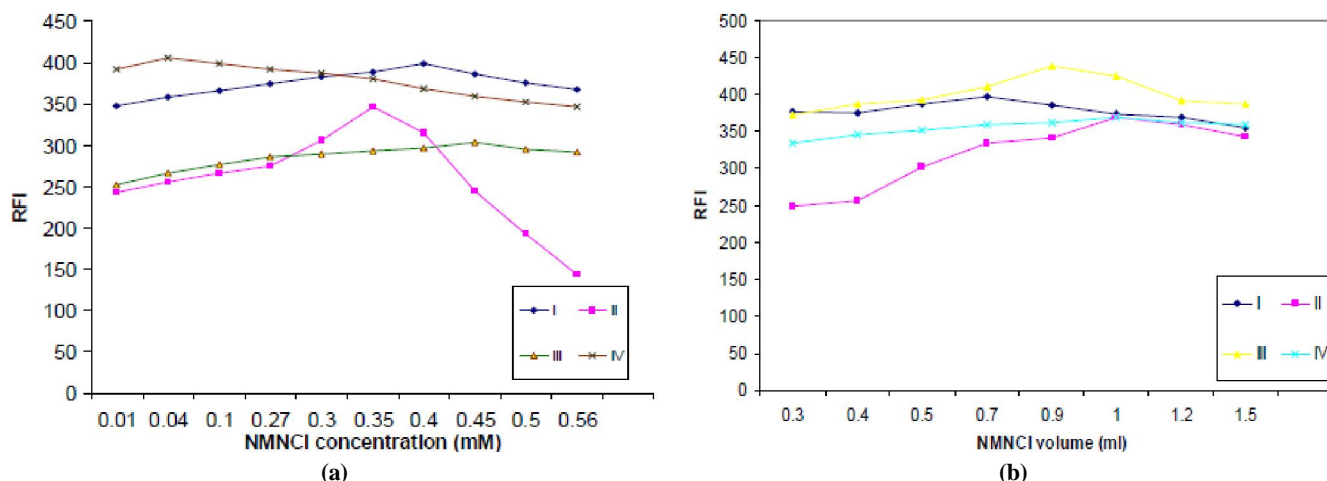 450
400
350
300
250
200
150
100
50
0
RFI
0.01 0.04 0.1 0.27 0.3 0.35 0.4 0.45 0.5 0.56
NMNCI concentration (mM)
I II
III IV
(a)
500
450
400
350
300
250
200
150
100
50
0
RFI
0.3 0.4 0.5 0.7 0.9 1 1.2 1.5
NMNCI volume (ml)
I II
III IV
(b)